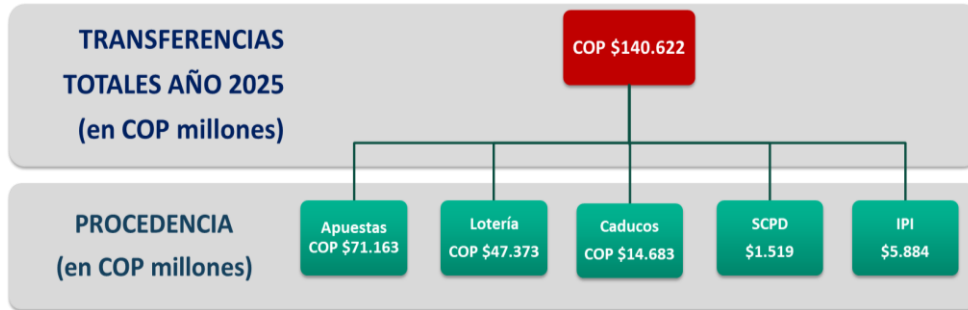 TRANSFERENCIAS
TOTALES AÑO 2025
(en COP millones)
COP $140.622
PROCEDENCIA
(en COP millones)
Apuestas
COP $71.163
Lotería
COP $47.373
Caducos
COP $14.683
SCPD
$1.519
IPI
$5.884